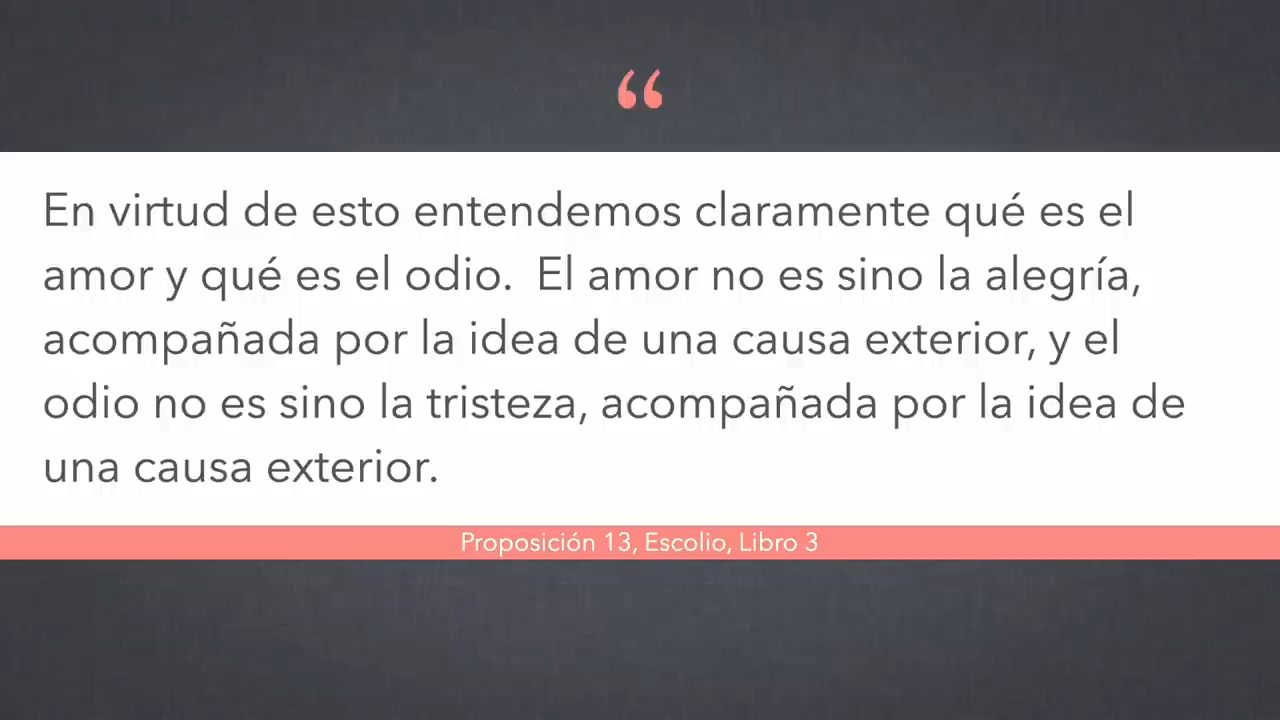 “
En virtud de esto entendemos claramente qué es el
amor y qué es el odio.  El amor no es sino la alegría,
acompañada por la idea de una causa exterior, y el
odio no es sino la tristeza, acompañada por la idea de
una causa exterior.
Proposición 13, Escolio, Libro 3